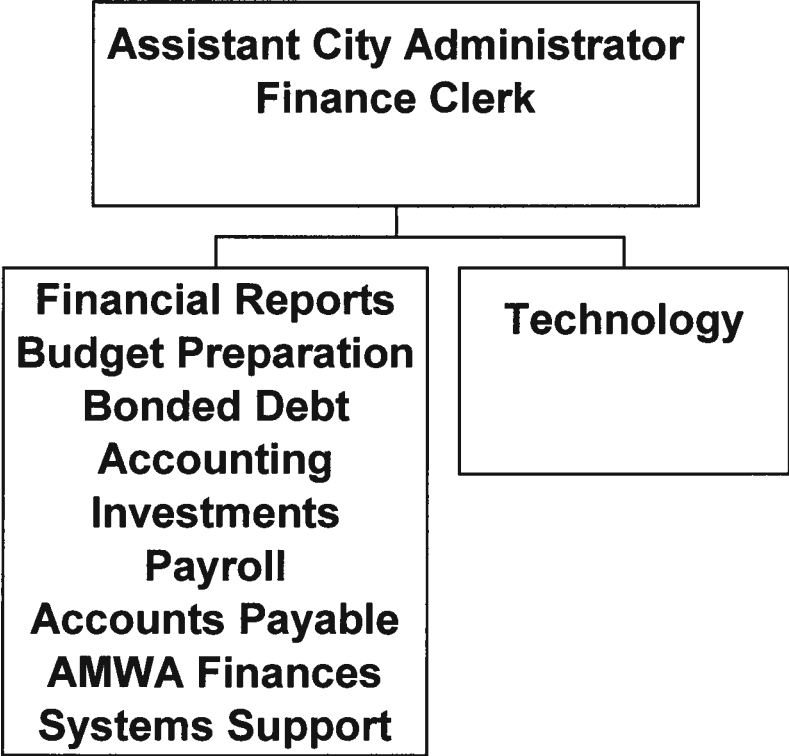 Assistant City Administrator
Finance Clerk
Financial Reports
Budget Preparation
Bonded Debt
Accounting
Investments
Payroll
Accounts Payable
AMWA Finances
Systems Support
Technology